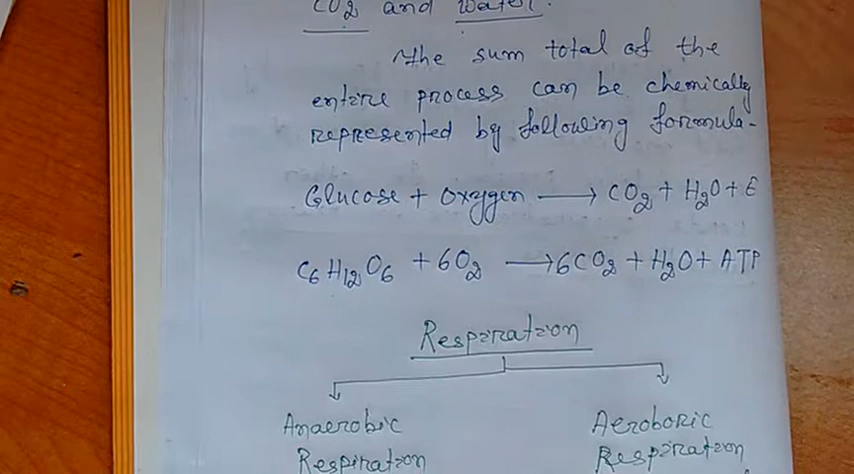 CO2 and water.
The sum total of the
entire process can be chemically
represented by following formula-
Glucose + Oxygen → CO2 + H2O + E
C6H12O6 + 6O2 → 6CO2 + H2O + ATP
Respiration
Anaerobic Aeroboric
Respiration Respiration